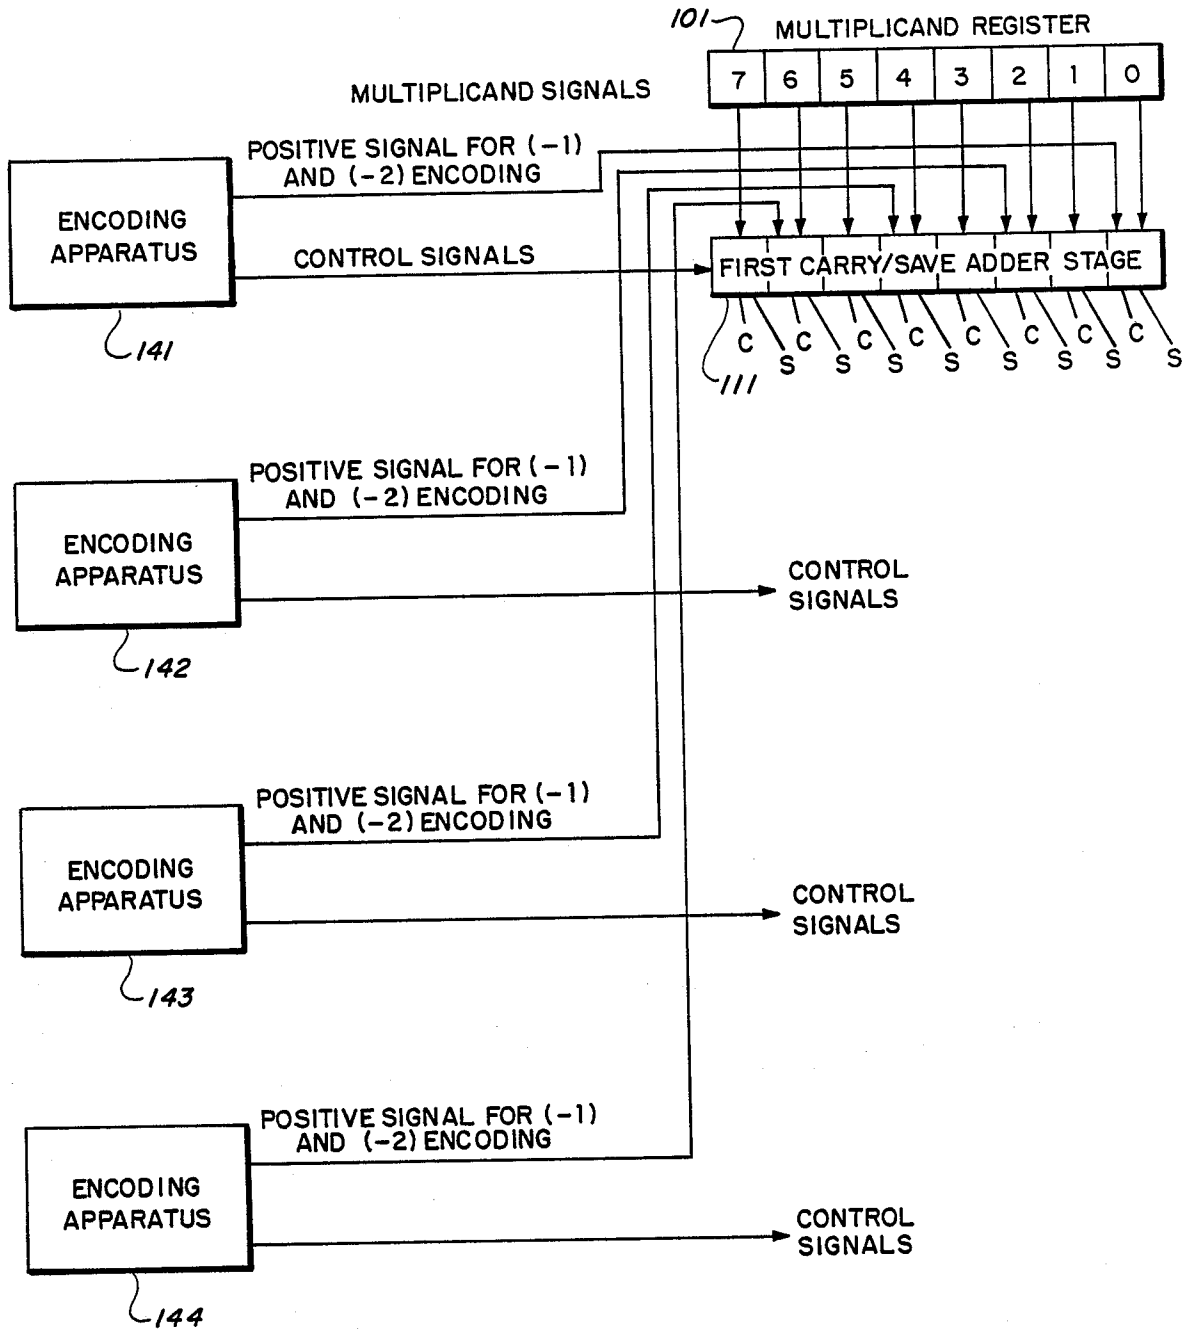 101
MULTIPLICAND REGISTER
7 6 5 4 3 2 1 0
MULTIPLICAND SIGNALS
POSITIVE SIGNAL FOR (-1)
AND (-2) ENCODING
ENCODING
APPARATUS
CONTROL SIGNALS
FIRST CARRY/SAVE ADDER STAGE
C C C C C C C C
S S S S S S S S
141
111
POSITIVE SIGNAL FOR (-1)
AND (-2) ENCODING
ENCODING
APPARATUS
CONTROL
SIGNALS
142
POSITIVE SIGNAL FOR (-1)
AND (-2) ENCODING
ENCODING
APPARATUS
CONTROL
SIGNALS
143
POSITIVE SIGNAL FOR (-1)
AND (-2) ENCODING
ENCODING
APPARATUS
CONTROL
SIGNALS
144